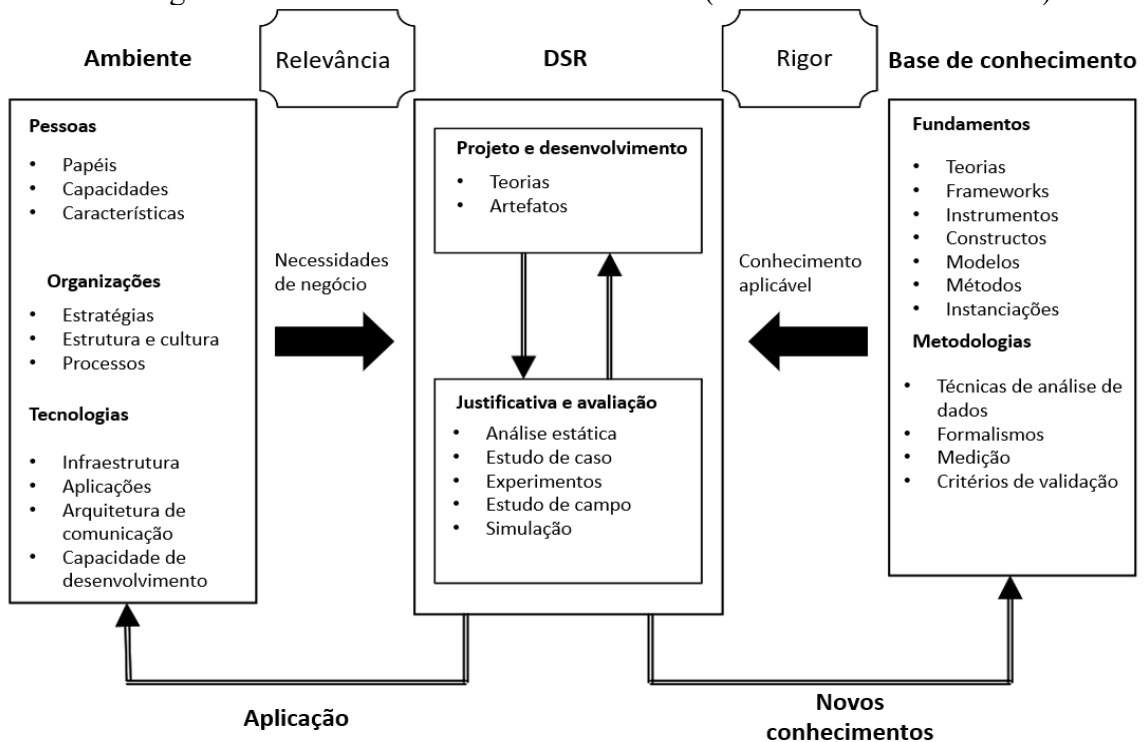 Ambiente
Relevância
DSR
Rigor
Base de conhecimento
Pessoas
• Papéis
• Capacidades
• Características
Organizações
• Estratégias
• Estrutura e cultura
• Processos
Tecnologias
• Infraestrutura
• Aplicações
• Arquitetura de
comunicação
• Capacidade de
desenvolvimento
Necessidades
de negócio
Projeto e desenvolvimento
• Teorias
• Artefatos
Justificativa e avaliação
• Análise estática
• Estudo de caso
• Experimentos
• Estudo de campo
• Simulação
Conhecimento
aplicável
Fundamentos
• Teorias
• Frameworks
• Instrumentos
• Constructos
• Modelos
• Métodos
• Instanciações
Metodologias
• Técnicas de análise de
dados
• Formalismos
• Medição
• Critérios de validação
Aplicação
Novos
conhecimentos